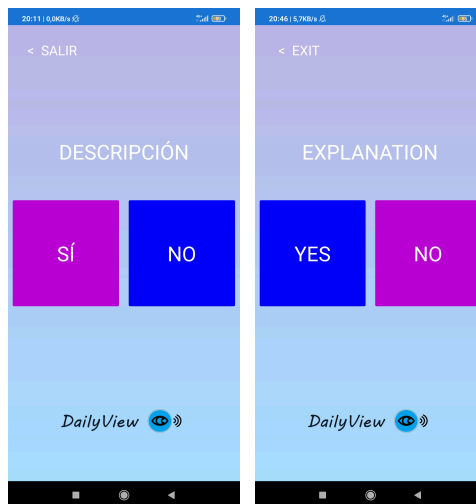 20:11 | 0,0KB/s
< SALIR
DESCRIPCIÓN
SÍ NO
DailyView
20:46 | 5,7KB/s
< EXIT
EXPLANATION
YES NO
DailyView